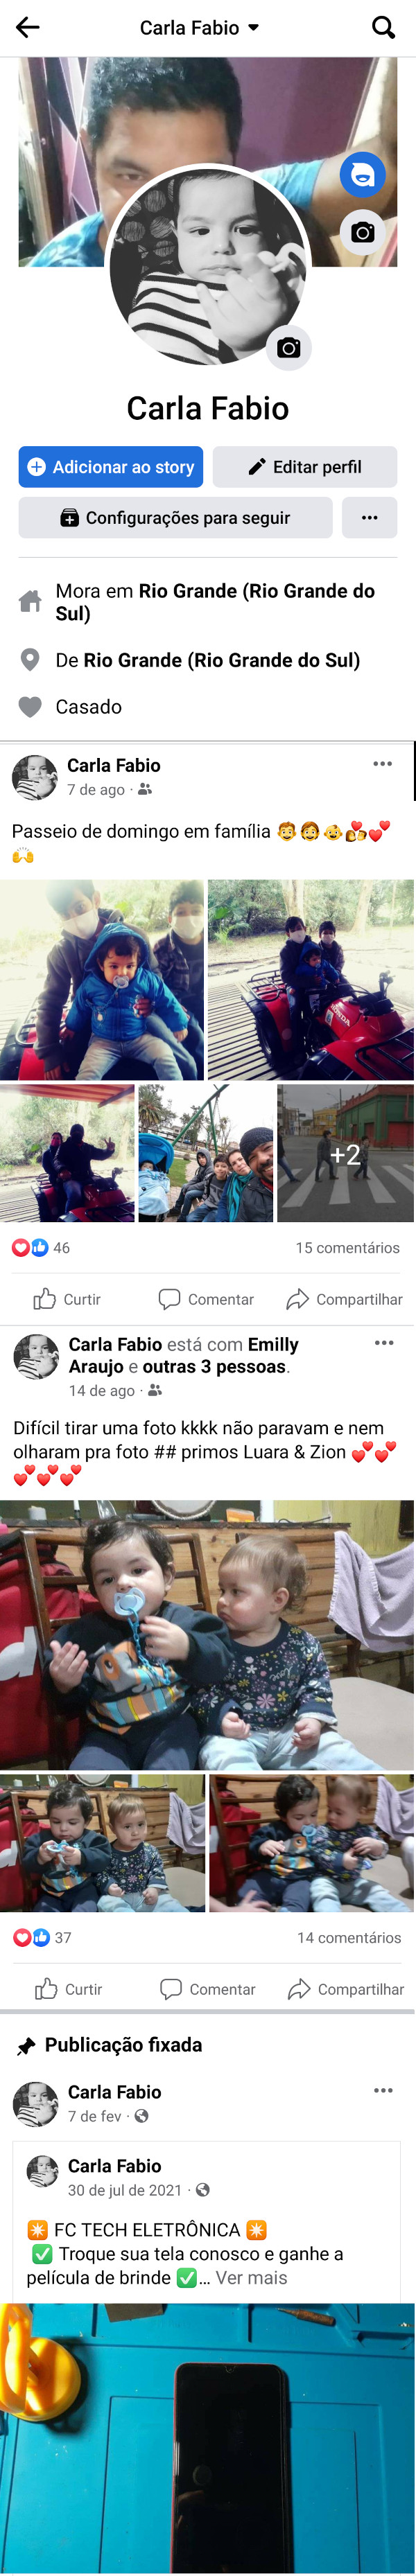 Carla Fabio
Carla Fabio
Adicionar ao story
Editar perfil
Configurações para seguir
Mora em Rio Grande (Rio Grande do
Sul)
De Rio Grande (Rio Grande do Sul)
Casado
Carla Fabio
7 de ago ·
Passeio de domingo em família 👨👩👶💏💕
🙌
HONDA
+2
46
15 comentários
Curtir
Comentar
Compartilhar
Carla Fabio está com Emilly
Araujo e outras 3 pessoas.
14 de ago ·
Difícil tirar uma foto kkkk não paravam e nem
olharam pra foto ## primos Luara & Zion 💕💕
💕💕💕
37
14 comentários
Curtir
Comentar
Compartilhar
Publicação fixada
Carla Fabio
7 de fev ·
Carla Fabio
30 de jul de 2021 ·
💥 FC TECH ELETRÔNICA 💥
✅ Troque sua tela conosco e ganhe a
película de brinde ✅... Ver mais